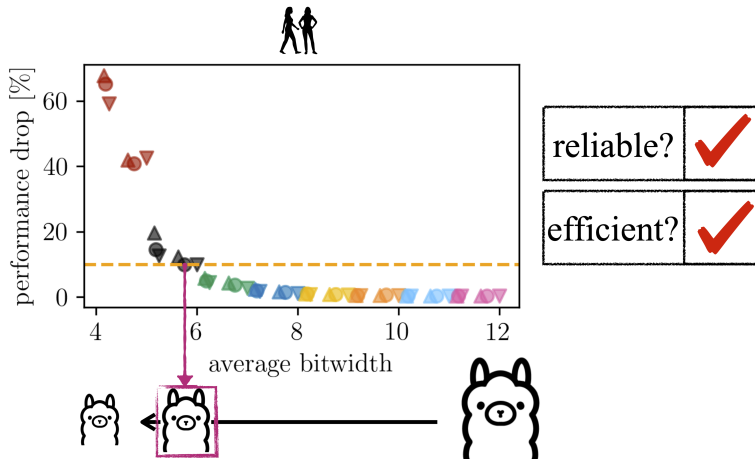 performance drop [%]
60
40
20
0
4
6
8
10
12
average bitwidth
reliable?
efficient?